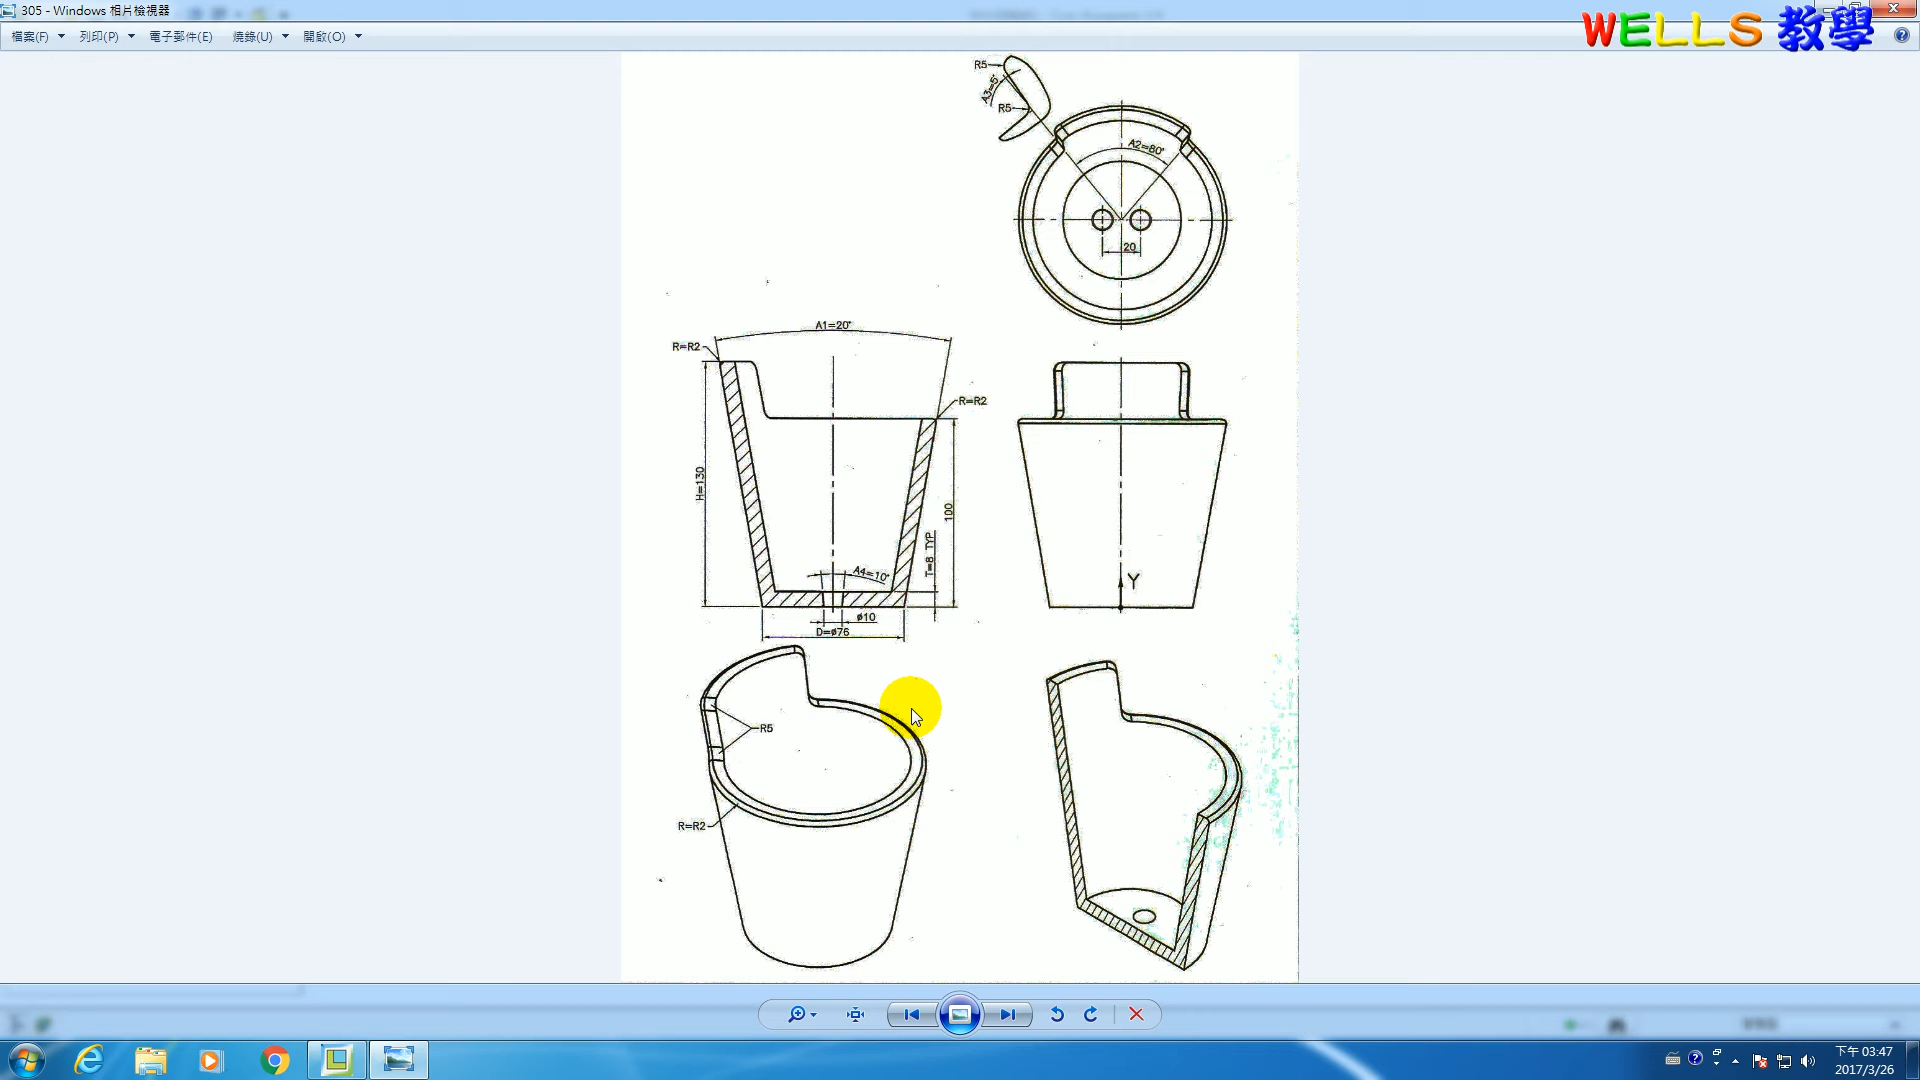 305 - Windows 相片檢視器
WELLS 教學
檔案(F) 列印(P) 電子郵件(E) 燒錄(U) 開啟(O)
R5
A3=5°
R5
A2=80°
20
A1=20°
R=R2
R=R2
H=130
100
T=8 TYP
A4=10°
ø10
D=ø76
Y
R5
R=R2
下午 03:47
2017/3/26